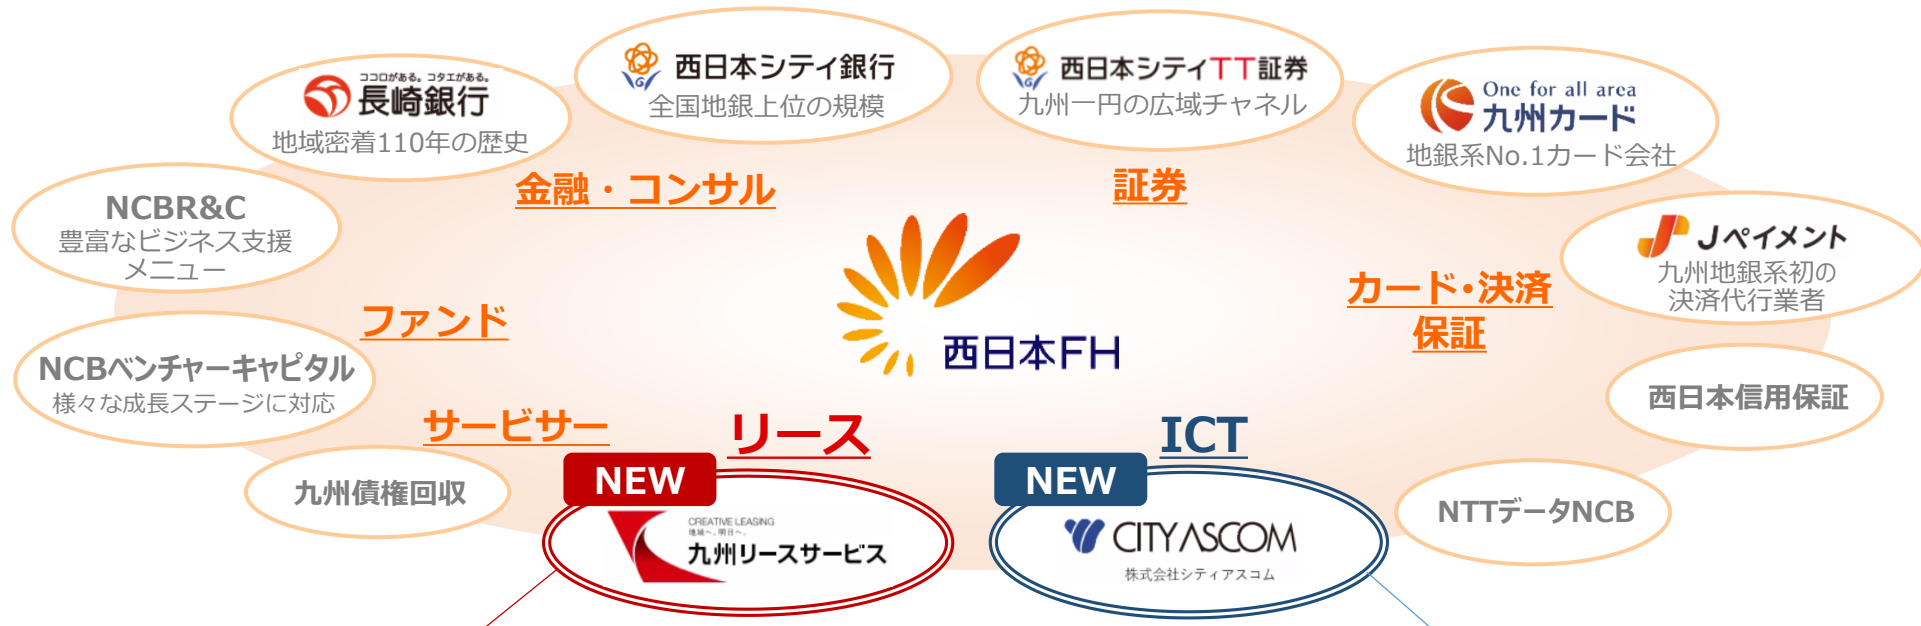 ココロがある。コタエがある。
長崎銀行
地域密着110年の歴史
西日本シティ銀行
全国地銀上位の規模
西日本シティTT証券
九州一円の広域チャネル
One for all area
九州カード
地銀系No.1カード会社
NCBR&C
豊富なビジネス支援
メニュー
金融・コンサル
証券
Jペイメント
九州地銀系初の
決済代行業者
ファンド
西日本FH
カード・決済
保証
NCBベンチャーキャピタル
様々な成長ステージに対応
西日本信用保証
サービサー
リース
ICT
九州債権回収
NEW
CREATIVE LEASING
地域へ、明日へ。
九州リースサービス
NEW
CITY ASCOM
株式会社シティアスコム
NTTデータNCB